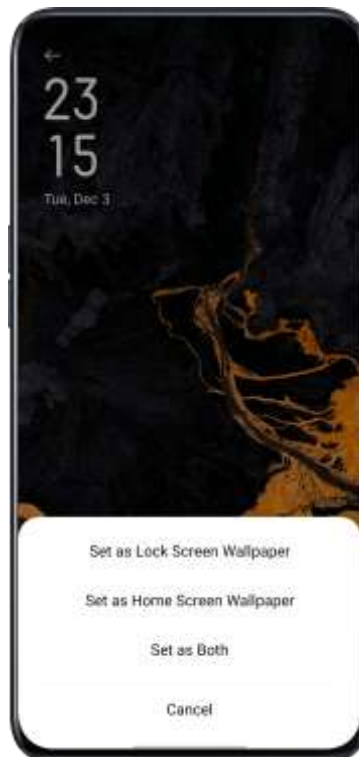 23
15
Tue, Dec 3
Set as Lock Screen Wallpaper
Set as Home Screen Wallpaper
Set as Both
Cancel